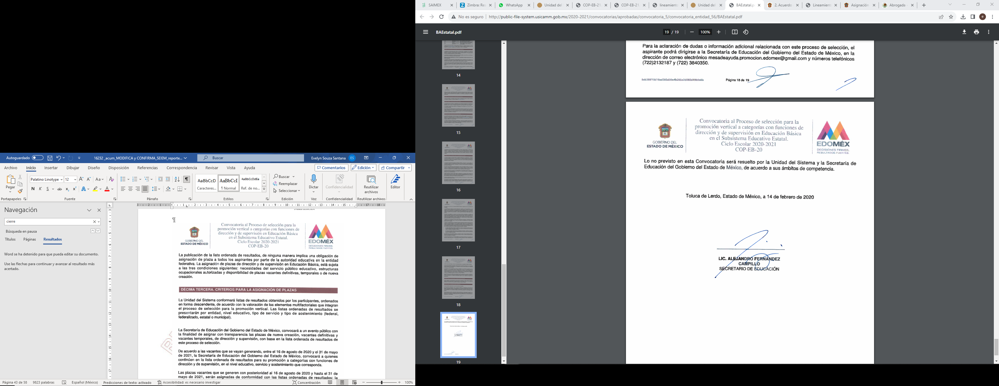 Autoguardado
16232 _acum_MODIFICA y CONFIRMA_SEIEM_reporte...
Buscar
Evelyn Souza Santana
ES
Archivo
Inicio
Insertar
Dibujar
Diseño
Disposición
Referencias
Correspondencia
Revisar
Vista
Ayuda
Comentarios
Edición
Compartir
Pegar
Palatino Linotype
12
AaBbCcD
AaBbCcI
AaBbCcDdEe
Caracteres...
¶ Normal
Ref. de no...
Buscar
Reemplazar
Seleccionar
Dictar
Confidencialidad
Reutilizar
archivos
Editor
Portapapeles
Fuente
Párrafo
Estilos
Edición
Voz
Confidencialidad
Reutilizar archivos
Navegación
cierre
Búsqueda en pausa
Títulos
Páginas
Resultados
Word se ha detenido para que pueda editar su documento.
Use las flechas para continuar y avanzar al resultado más
acertado.
GOBIERNO DEL
ESTADO DE MÉXICO
Convocatoria al Proceso de selección para la
promoción vertical a categorías con funciones de
dirección y de supervisión en Educación Básica
en el Subsistema Educativo Estatal.
Ciclo Escolar 2020-2021
COP-EB-20
EDOMÉX
DECISIONES FIRMES,
RESULTADOS FUERTES.
La publicación de la lista ordenada de resultados, de ninguna manera implica una obligación de
asignación de plaza a todos los aspirantes por parte de la autoridad educativa en la entidad
federativa. La asignación de plazas de dirección y de supervisión en Educación Básica, está sujeta
a las tres condiciones siguientes: necesidades del servicio público educativo, estructuras
ocupacionales autorizadas y disponibilidad de plazas vacantes definitivas, temporales o de nueva
creación.
DÉCIMA TERCERA. CRITERIOS PARA LA ASIGNACIÓN DE PLAZAS
La Unidad del Sistema conformará listas de resultados obtenidos por los participantes, ordenados
en forma descendente, de acuerdo con la valoración de los elementos multifactoriales que integran
el proceso de selección para la promoción vertical. Las listas ordenadas de resultados se
presentarán por entidad, nivel educativo, tipo de servicio y tipo de sostenimiento (federal,
federalizado, estatal o municipal).
La Secretaría de Educación del Gobierno del Estado de México, convocará a un evento público con
la finalidad de asignar con transparencia las plazas de nueva creación, vacantes definitivas y
vacantes temporales, de dirección y supervisión, con base en la lista ordenada de resultados de
este proceso de selección.
De acuerdo a las vacantes que se vayan generando, entre el 16 de agosto de 2020 y el 31 de mayo
de 2021, la Secretaría de Educación del Gobierno del Estado de México, convocará a quienes
continúen en la lista ordenada de resultados para su promoción a categorías con funciones de
dirección y de supervisión, en el nivel educativo, servicio y sostenimiento que corresponda.
Las plazas vacantes que se generen con posterioridad al 16 de agosto de 2020 y hasta el 31 de
mayo de 2021, serán asignadas de conformidad con las listas ordenadas de resultados; la
Página 43 de 58
9823 palabras
Español (México)
Predicciones de texto: activado
Accesibilidad: es necesario investigar
Concentración
100%
SAIMEX
Zimbra: Re
WhatsApp
Unidad del
COP-EB-21
COP-EB-21
lineamiento
Unidad del
BAEstatal.p
2. Acuerdo
Lineamient
Asignación
Abrogada
No es seguro
http://public-file-system.usicamm.gob.mx/2020-2021/convocatorias/aprobadas/convocatoria_5/convocatoria_entidad_56/BAEstatal.pdf
BAEstatal.pdf
19 / 19
100%
14
15
16
17
18
19
Para la aclaración de dudas o información adicional relacionada con este proceso de selección, el
aspirante podrá dirigirse a la Secretaría de Educación del Gobierno del Estado de México, en la
dirección de correo electrónico mesadeayuda.promocion.edomex@gmail.com y números telefónicos
(722)2132187 y (722) 3840350.
Página 18 de 19
GOBIERNO DEL
ESTADO DE MÉXICO
Convocatoria al Proceso de selección para la
promoción vertical a categorías con funciones de
dirección y de supervisión en Educación Básica
en el Subsistema Educativo Estatal.
Ciclo Escolar 2020-2021
COP-EB-20
EDOMÉX
DECISIONES FIRMES,
RESULTADOS FUERTES.
Lo no previsto en esta Convocatoria será resuelto por la Unidad del Sistema y la Secretaría de
Educación del Gobierno del Estado de México, de acuerdo a sus ámbitos de competencia.
Toluca de Lerdo, Estado de México, a 14 de febrero de 2020
LIC. ALEJANDRO FERNÁNDEZ
CAMPILLO
SECRETARIO DE EDUCACIÓN